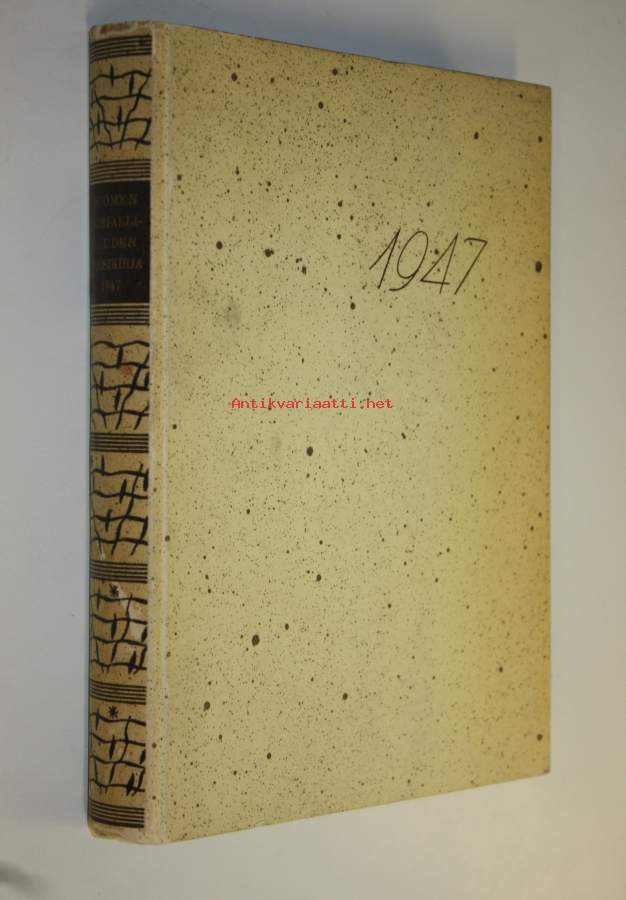 SUOMEN
KIRJALLI-
SUUDEN
VUOSIKIRJA
1947
1947
Antikvariaatti.net